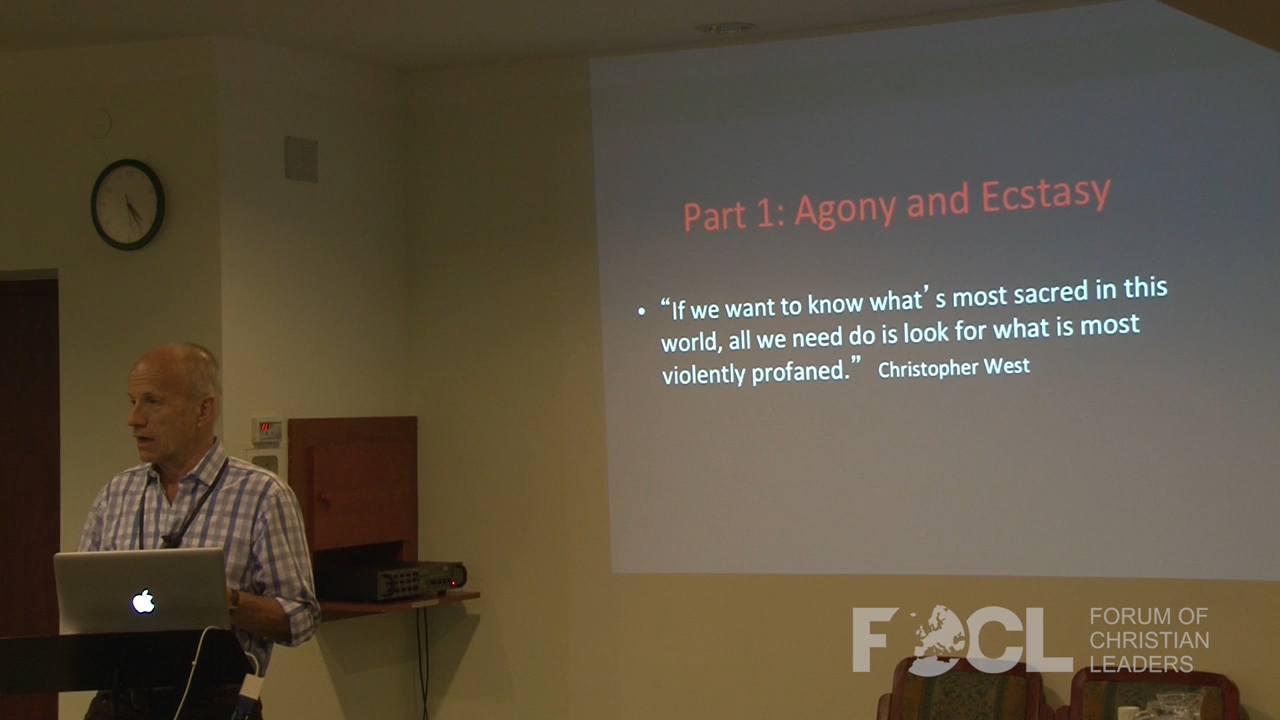 Part 1: Agony and Ecstasy
• “If we want to know what’s most sacred in this
world, all we need do is look for what is most
violently profaned.” Christopher West
FOCL
FORUM OF
CHRISTIAN
LEADERS